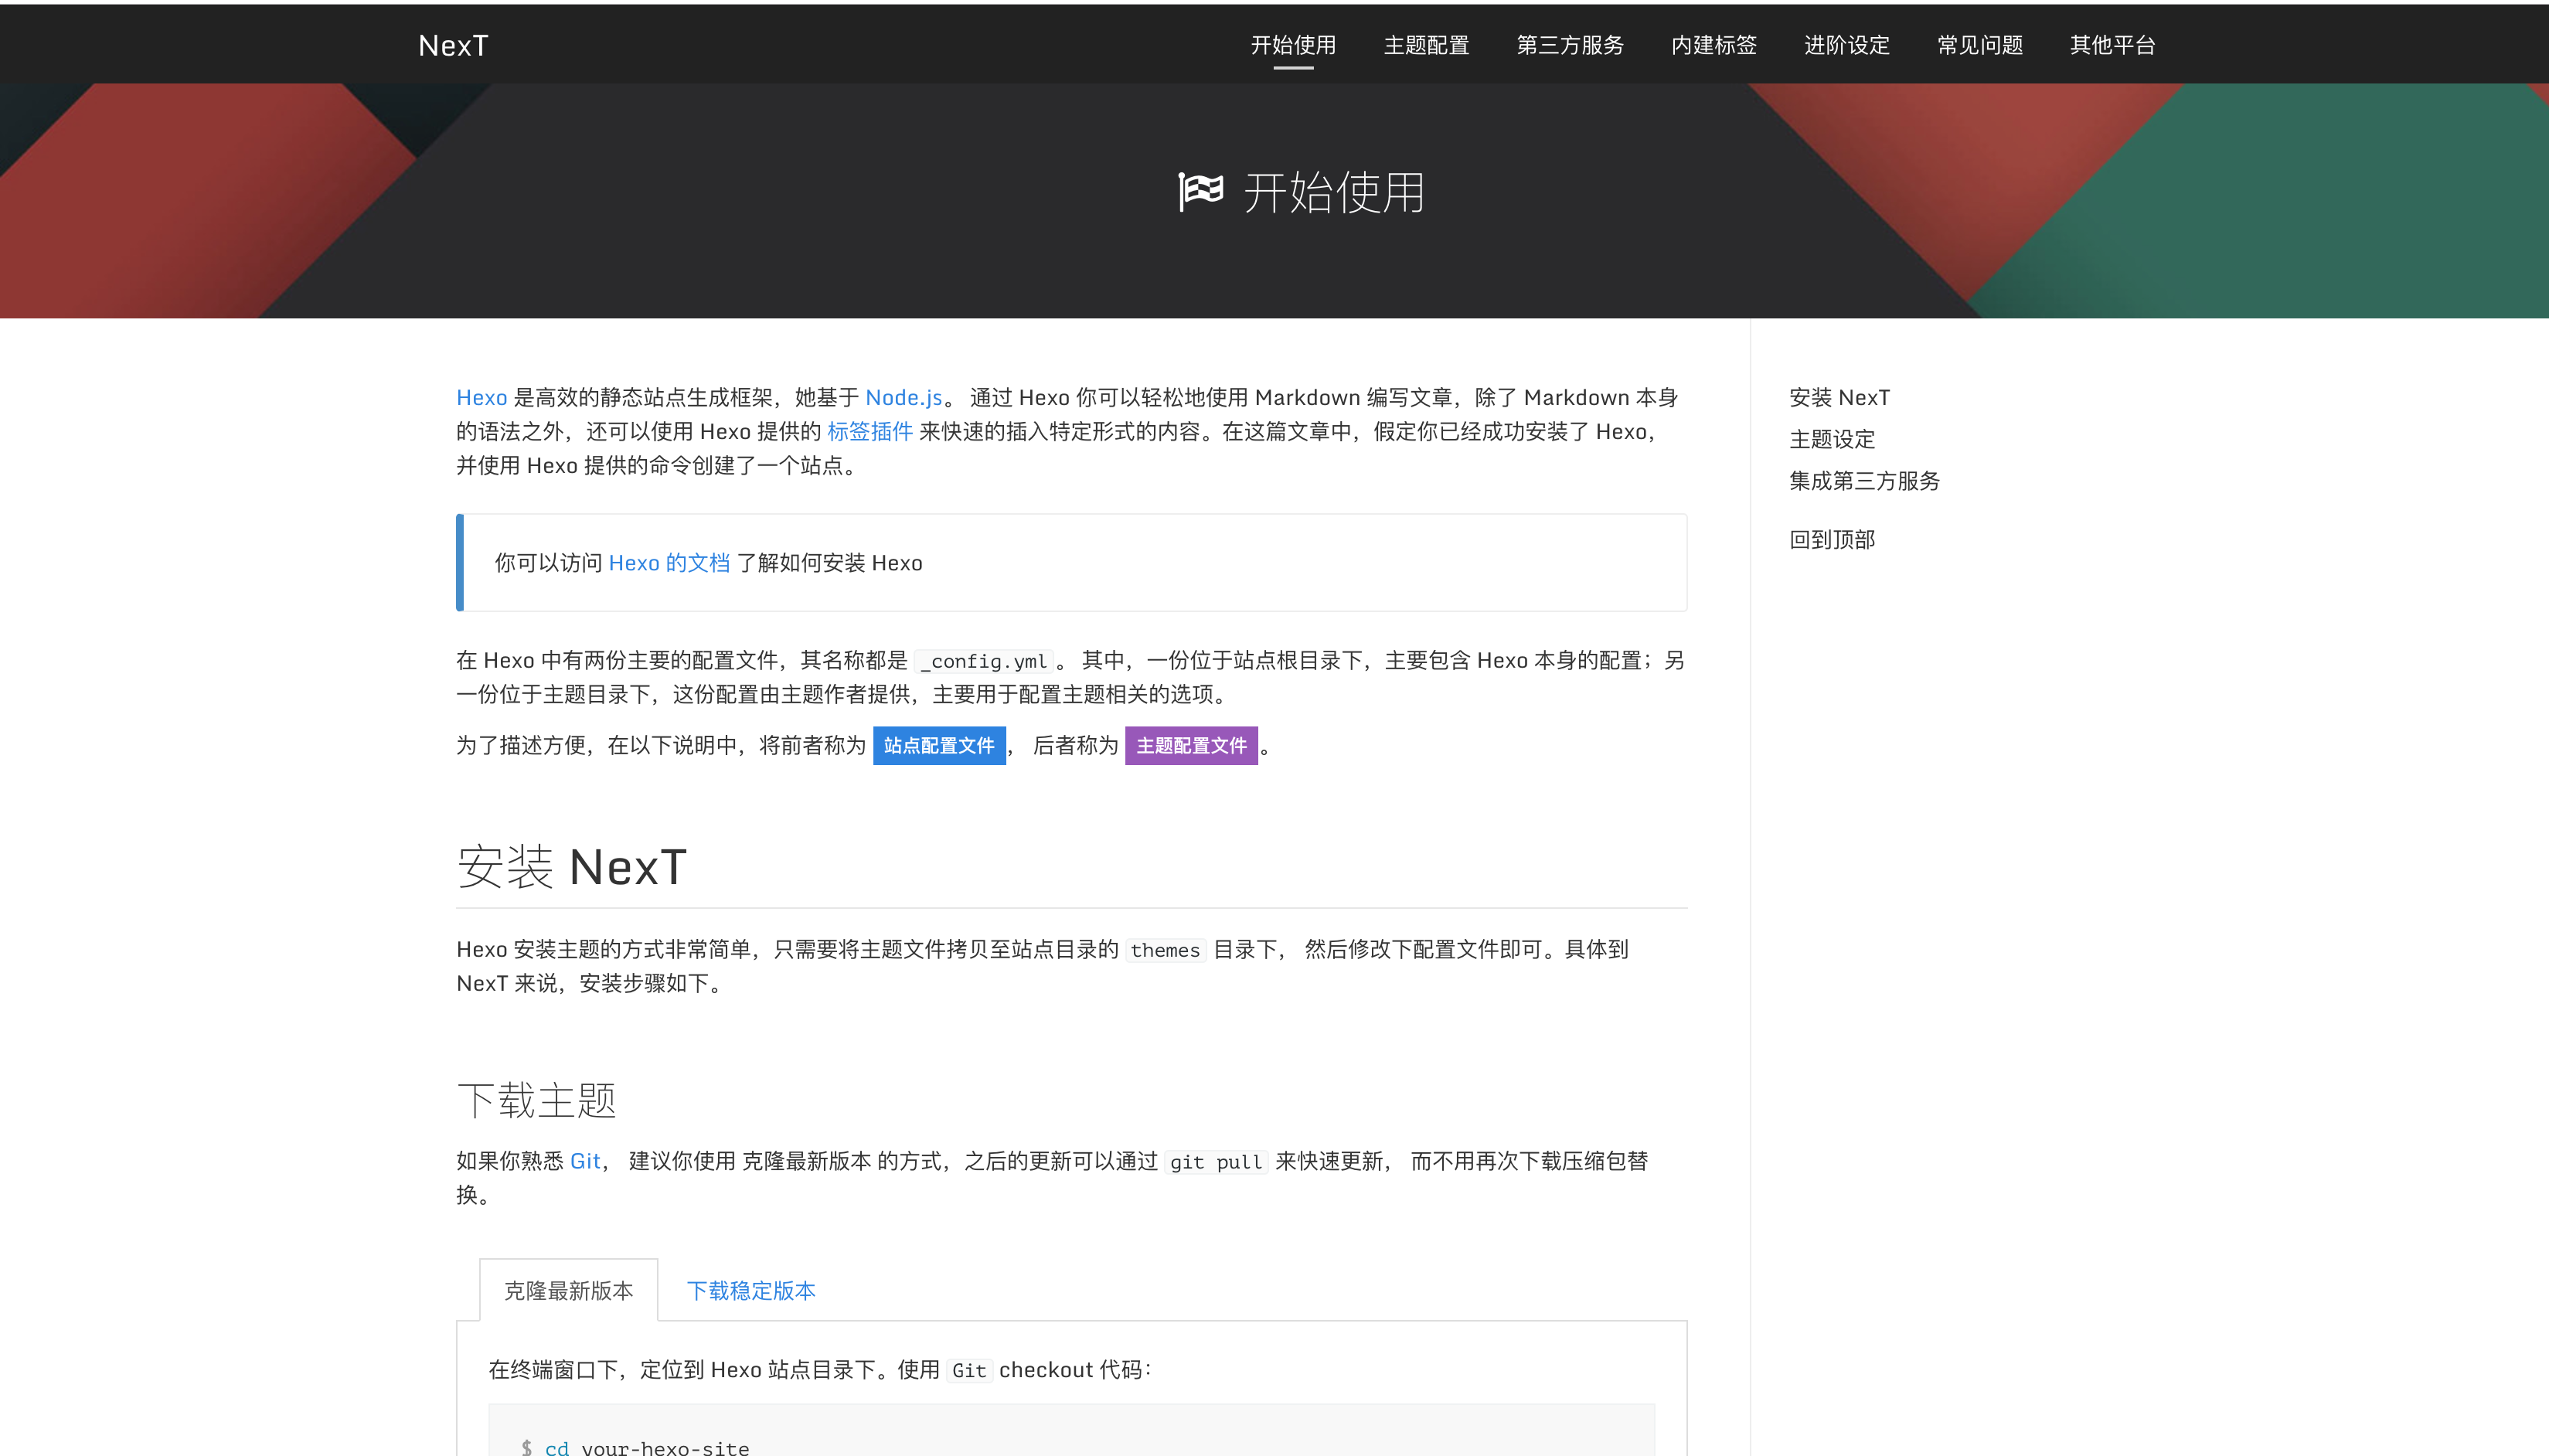 NexT
开始使用 主题配置 第三方服务 内建标签 进阶设定 常见问题 其他平台
开始使用
Hexo 是高效的静态站点生成框架，她基于 Node.js。 通过 Hexo 你可以轻松地使用 Markdown 编写文章，除了 Markdown 本身
的语法之外，还可以使用 Hexo 提供的 标签插件 来快速的插入特定形式的内容。在这篇文章中，假定你已经成功安装了 Hexo，
并使用 Hexo 提供的命令创建了一个站点。
你可以访问 Hexo 的文档 了解如何安装 Hexo
在 Hexo 中有两份主要的配置文件，其名称都是 _config.yml。 其中，一份位于站点根目录下，主要包含 Hexo 本身的配置；另
一份位于主题目录下，这份配置由主题作者提供，主要用于配置主题相关的选项。
为了描述方便，在以下说明中，将前者称为 站点配置文件， 后者称为 主题配置文件。
安装 NexT
Hexo 安装主题的方式非常简单，只需要将主题文件拷贝至站点目录的 themes 目录下， 然后修改下配置文件即可。具体到
NexT 来说，安装步骤如下。
下载主题
如果你熟悉 Git， 建议你使用 克隆最新版本 的方式，之后的更新可以通过 git pull 来快速更新， 而不用再次下载压缩包替
换。
克隆最新版本 下载稳定版本
在终端窗口下，定位到 Hexo 站点目录下。使用 Git checkout 代码：
$ cd your-hexo-site
安装 NexT
主题设定
集成第三方服务
回到顶部